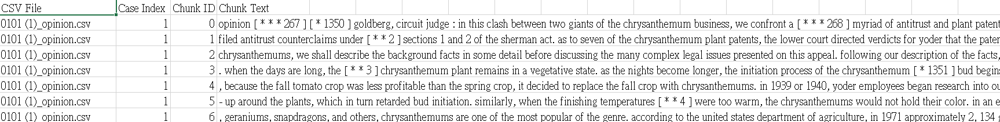 CSV File Case Index Chunk ID Chunk Text
0101 (1)_opinion.csv 1 0 opinion [ * * * 267 ] [ * 1350 ] goldberg, circuit judge : in this clash between two giants of the chrysanthemum business, we confront a [ * * * 268 ] myriad of antitrust and plant patent
0101 (1)_opinion.csv 1 1 filed antitrust counterclaims under [ * * 2 ] sections 1 and 2 of the sherman act. as to seven of the chrysanthemum plant patents, the lower court directed verdicts for yoder that the paten
0101 (1)_opinion.csv 1 2 chrysanthemums, we shall describe the background facts in some detail before discussing the many complex legal issues presented on this appeal. following our description of the facts,
0101 (1)_opinion.csv 1 3 . when the days are long, the [ * * 3 ] chrysanthemum plant remains in a vegetative state. as the nights become longer, the initiation process of the chrysanthemum [ * 1351 ] bud begins
0101 (1)_opinion.csv 1 4 , because the fall tomato crop was less profitable than the spring crop, it decided to replace the fall crop with chrysanthemums. in 1939 or 1940, yoder employees began research into ou
0101 (1)_opinion.csv 1 5 - up around the plants, which in turn retarded bud initiation. similarly, when the finishing temperatures [ * * 4 ] were too warm, the chrysanthemums would not hold their color. in an e
0101 (1)_opinion.csv 1 6 , geraniums, snapdragons, and others, chrysanthemums are one of the most popular of the genre. according to the united states department of agriculture, in 1971 approximately 2, 134